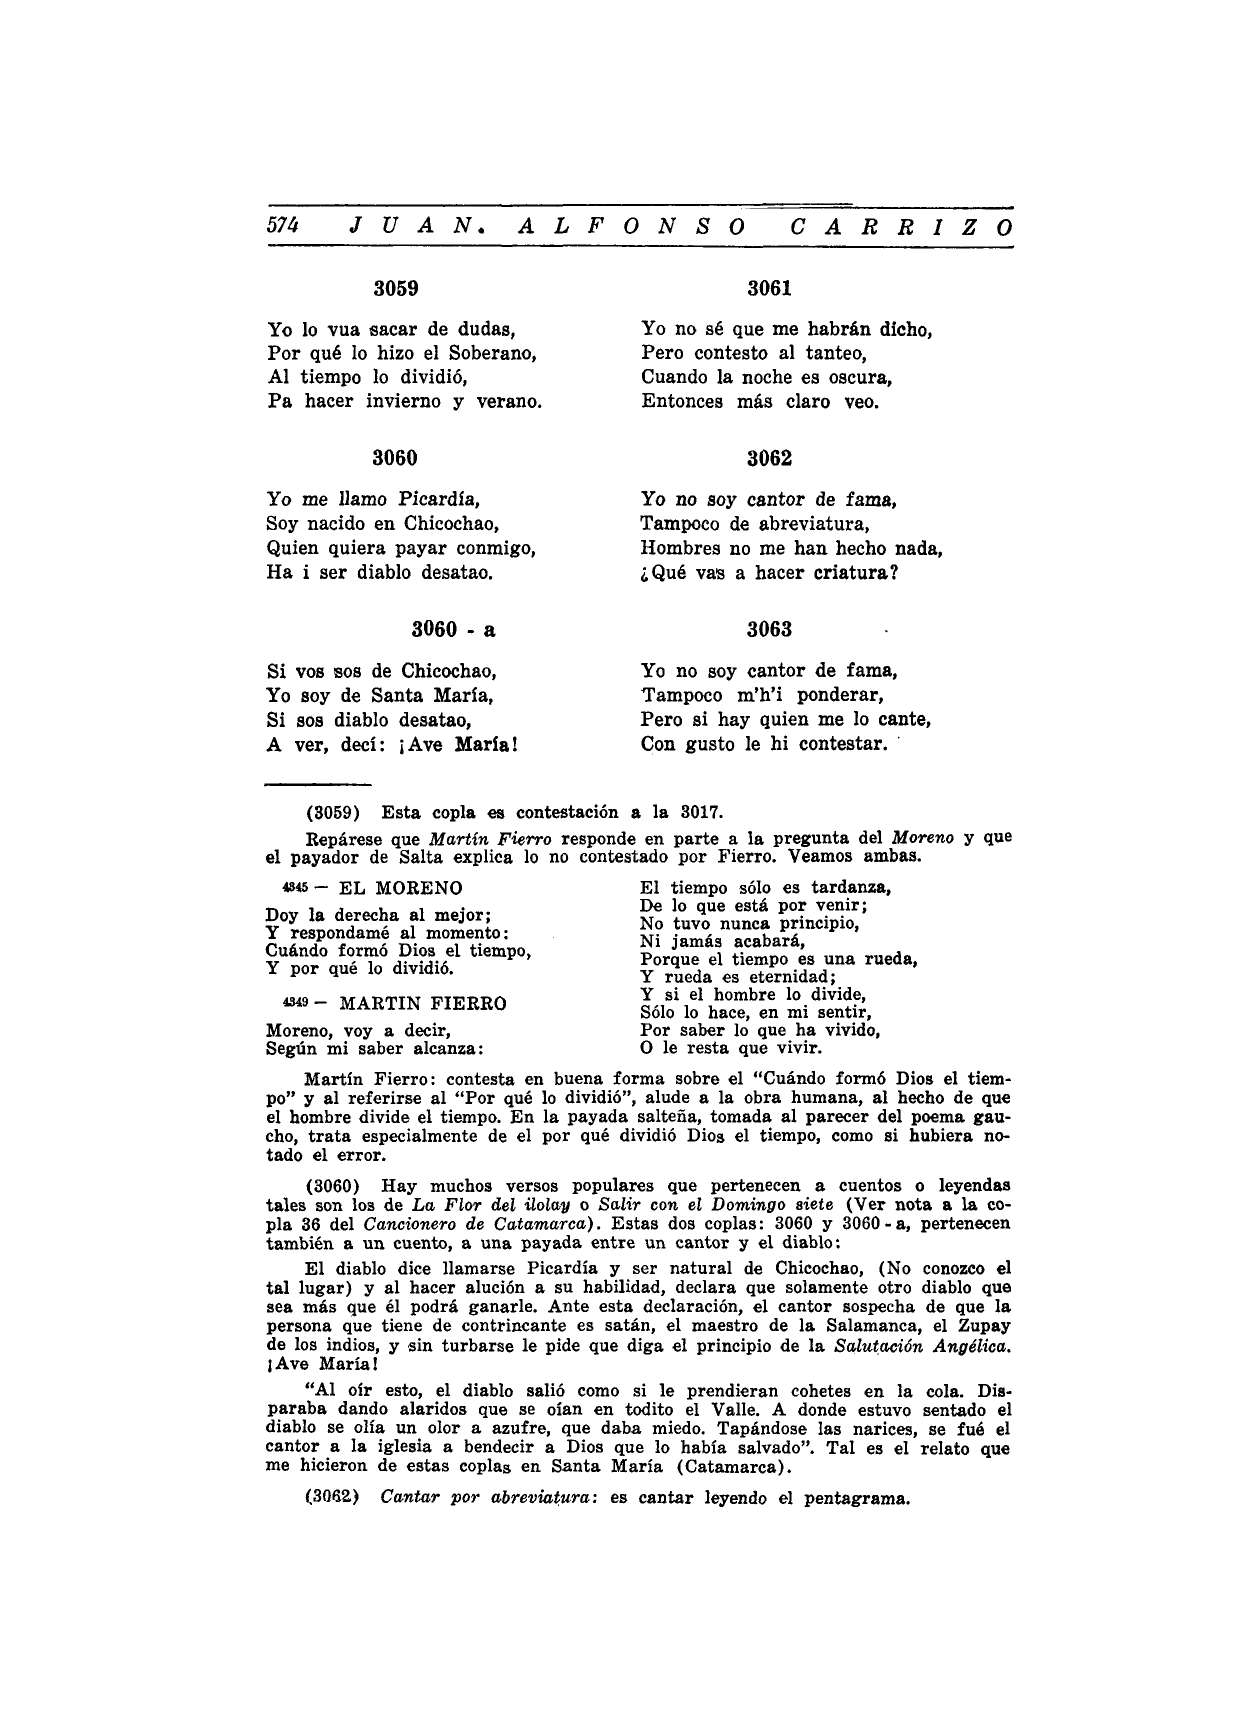 574 JUAN. ALFONSO CARRIZO
3059
Yo lo vua sacar de dudas,
Por qué lo hizo el Soberano,
Al tiempo lo dividió,
Pa hacer invierno y verano.
3060
Yo me llamo Picardía,
Soy nacido en Chicochao,
Quien quiera payar conmigo,
Ha i ser diablo desatao.
3060 - a
Si vos sos de Chicochao,
Yo soy de Santa María,
Si sos diablo desatao,
A ver, decí: ¡Ave María!
3061
Yo no sé que me habrán dicho,
Pero contesto al tanteo,
Cuando la noche es oscura,
Entonces más claro veo.
3062
Yo no soy cantor de fama,
Tampoco de abreviatura,
Hombres no me han hecho nada,
¿Qué vas a hacer criatura?
3063
Yo no soy cantor de fama,
Tampoco m'h'i ponderar,
Pero si hay quien me lo cante,
Con gusto le hi contestar.
(3059) Esta copla es contestación a la 3017.
Repárese que Martín Fierro responde en parte a la pregunta del Moreno y que
el payador de Salta explica lo no contestado por Fierro. Veamos ambas.
4345 — EL MORENO
Doy la derecha al mejor;
Y respondamé al momento:
Cuándo formó Dios el tiempo,
Y por qué lo dividió.
4349 — MARTIN FIERRO
Moreno, voy a decir,
Según mi saber alcanza:
El tiempo sólo es tardanza,
De lo que está por venir;
No tuvo nunca principio,
Ni jamás acabará,
Porque el tiempo es una rueda,
Y rueda es eternidad;
Y si el hombre lo divide,
Sólo lo hace, en mi sentir,
Por saber lo que ha vivido,
O le resta que vivir.
Martín Fierro: contesta en buena forma sobre el “Cuándo formó Dios el tiem-
po” y al referirse al “Por qué lo dividió”, alude a la obra humana, al hecho de que
el hombre divide el tiempo. En la payada salteña, tomada al parecer del poema gau-
cho, trata especialmente de el por qué dividió Dios el tiempo, como si hubiera no-
tado el error.
(3060) Hay muchos versos populares que pertenecen a cuentos o leyendas
tales son los de La Flor del ilolay o Salir con el Domingo siete (Ver nota a la co-
pla 36 del Cancionero de Catamarca). Estas dos coplas: 3060 y 3060 - a, pertenecen
también a un cuento, a una payada entre un cantor y el diablo:
El diablo dice llamarse Picardía y ser natural de Chicochao, (No conozco el
tal lugar) y al hacer alución a su habilidad, declara que solamente otro diablo que
sea más que él podrá ganarle. Ante esta declaración, el cantor sospecha de que la
persona que tiene de contrincante es satán, el maestro de la Salamanca, el Zupay
de los indios, y sin turbarse le pide que diga el principio de la Salutación Angélica.
¡Ave María!
“Al oír esto, el diablo salió como si le prendieran cohetes en la cola. Dis-
paraba dando alaridos que se oían en todito el Valle. A donde estuvo sentado el
diablo se olía un olor a azufre, que daba miedo. Tapándose las narices, se fué el
cantor a la iglesia a bendecir a Dios que lo había salvado”. Tal es el relato que
me hicieron de estas coplas en Santa María (Catamarca).
(3062) Cantar por abreviatura: es cantar leyendo el pentagrama.